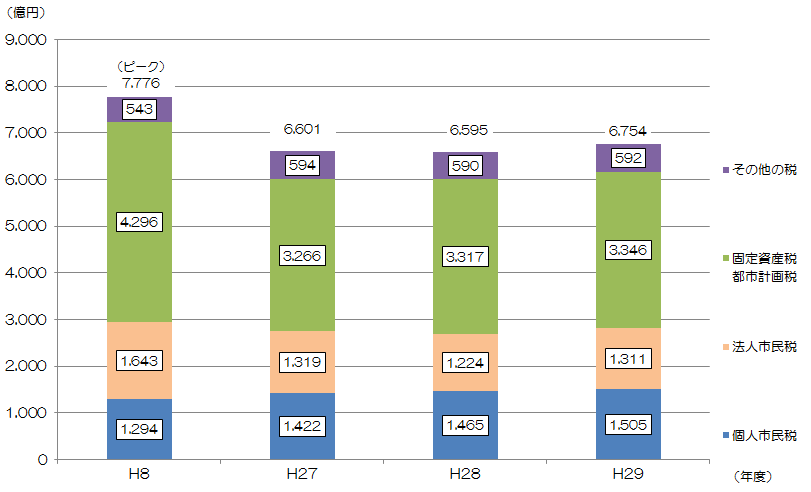 （億円）
9,000
8,000
7,000
6,000
5,000
4,000
3,000
2,000
1,000
0
（ピーク）
7,776
543
4,296
1,643
1,294
H8
6,601
594
3,266
1,319
1,422
H27
6,595
590
3,317
1,224
1,465
H28
6,754
592
3,346
1,311
1,505
H29
（年度）
その他の税
固定資産税
都市計画税
法人市民税
個人市民税